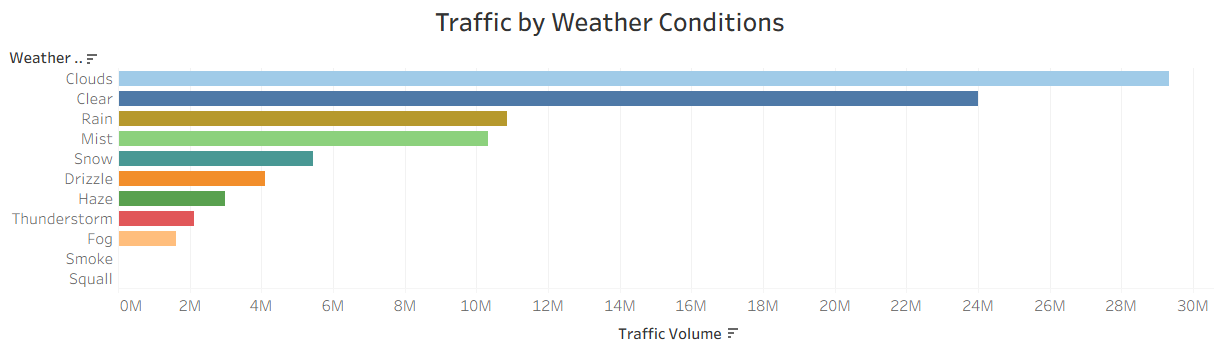 Traffic by Weather Conditions
Weather ..
Clouds
Clear
Rain
Mist
Snow
Drizzle
Haze
Thunderstorm
Fog
Smoke
Squall
0M 2M 4M 6M 8M 10M 12M 14M 16M 18M 20M 22M 24M 26M 28M 30M
Traffic Volume